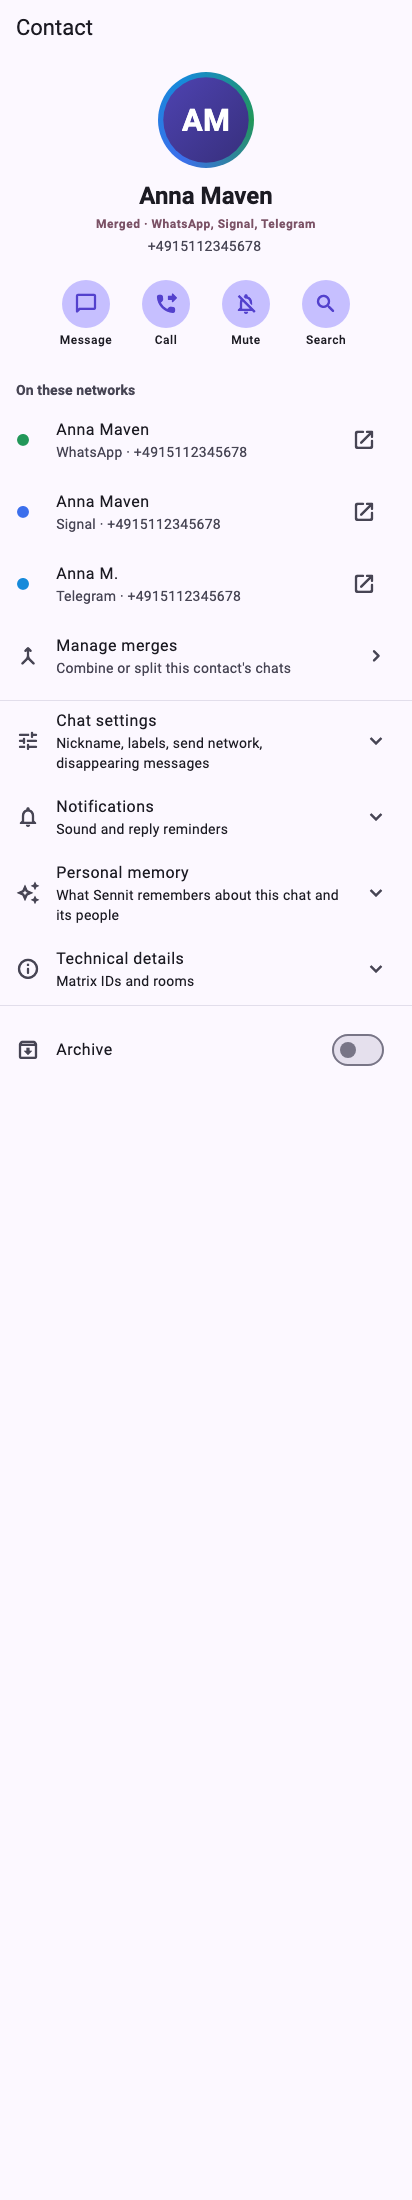 Contact
AM
Anna Maven
Merged · WhatsApp, Signal, Telegram
+4915112345678
Message
Call
Mute
Search
On these networks
Anna Maven
WhatsApp · +4915112345678
Anna Maven
Signal · +4915112345678
Anna M.
Telegram · +4915112345678
Manage merges
Combine or split this contact's chats
Chat settings
Nickname, labels, send network,
disappearing messages
Notifications
Sound and reply reminders
Personal memory
What Sennit remembers about this chat and
its people
Technical details
Matrix IDs and rooms
Archive